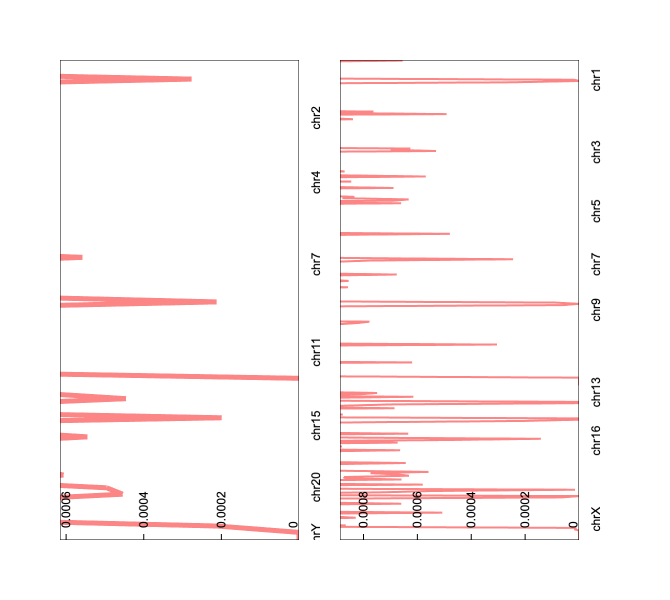 chr2
chr4
chr7
chr11
chr15
chr20
hrY
0.0006
0.0004
0.0002
0
chr1
chr3
chr5
chr7
chr9
chr13
chr16
chrX
0.0008
0.0006
0.0004
0.0002
0